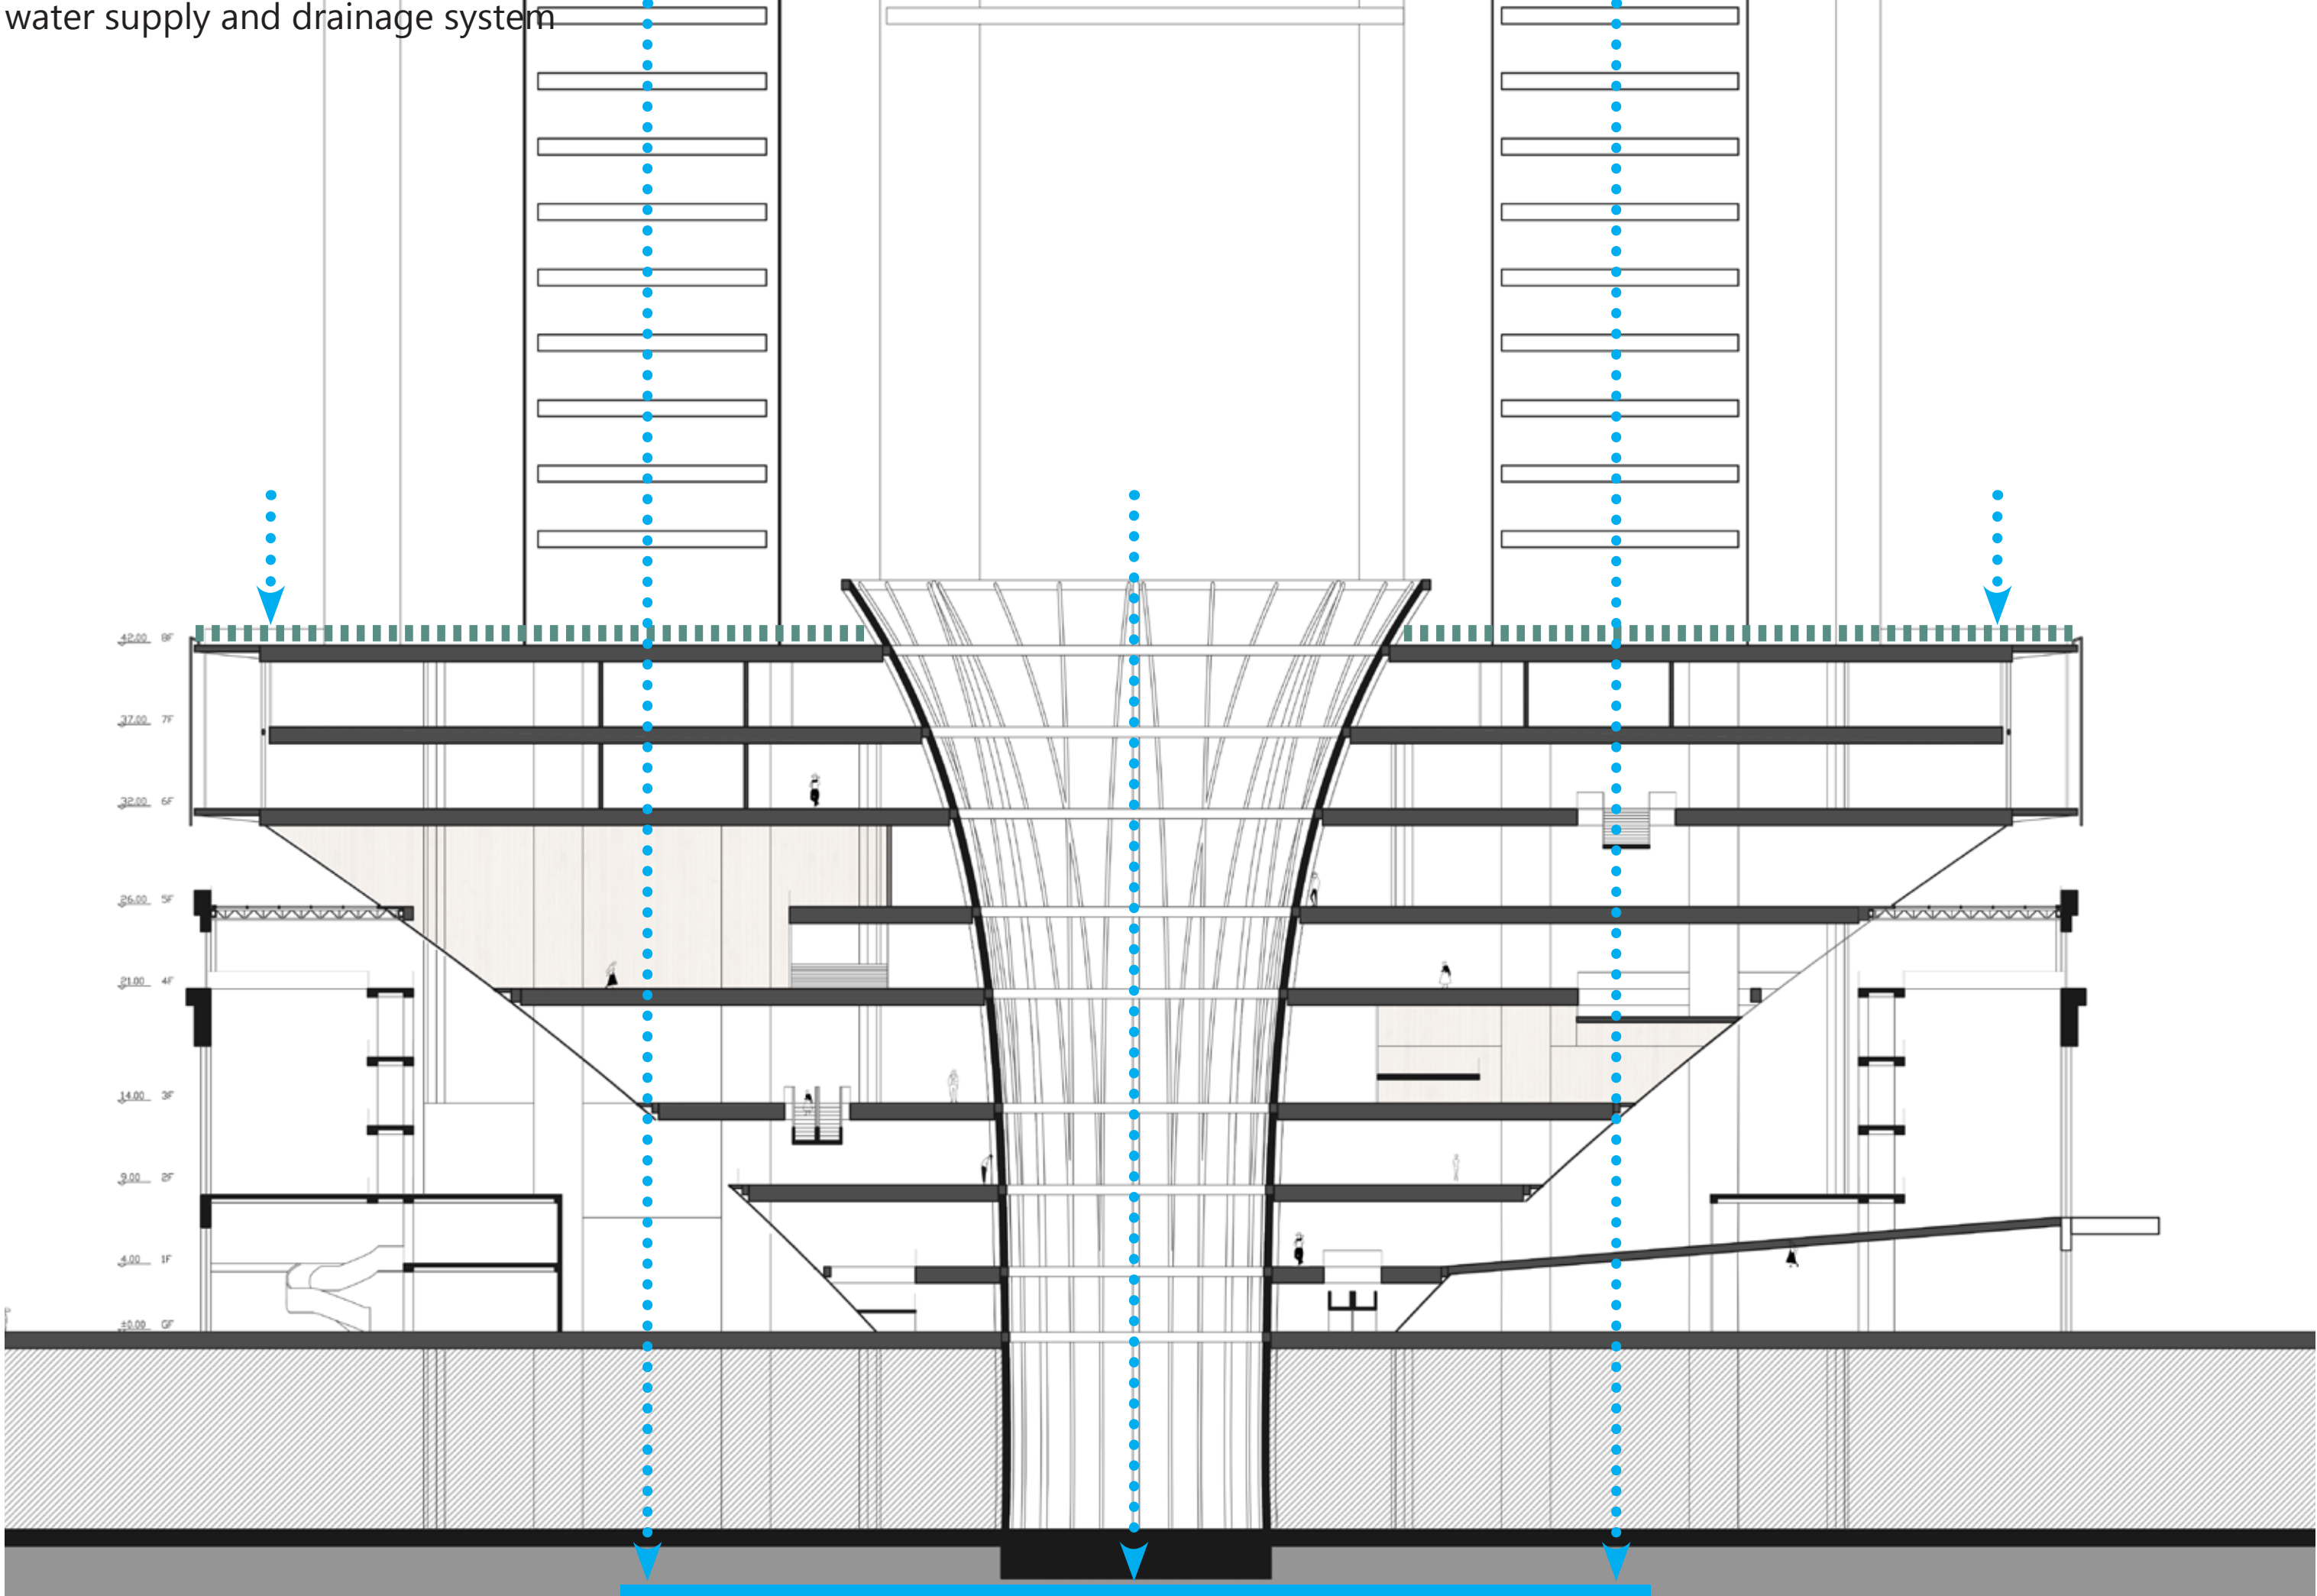 water supply and drainage system
42.00 8F
37.00 7F
32.00 6F
26.00 5F
21.00 4F
14.00 3F
9.00 2F
4.00 1F
±0.00 GF